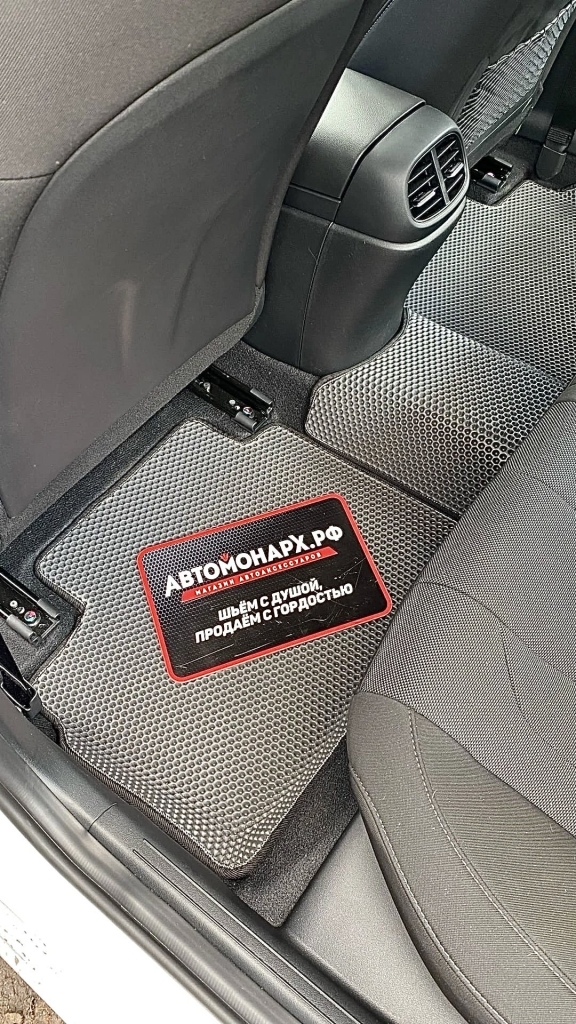 АВТОМОНАРХ.РФ
МАГАЗИН АВТОАКСЕССУАРОВ
ШЬЁМ С ДУШОЙ,
ПРОДАЁМ С ГОРДОСТЬЮ